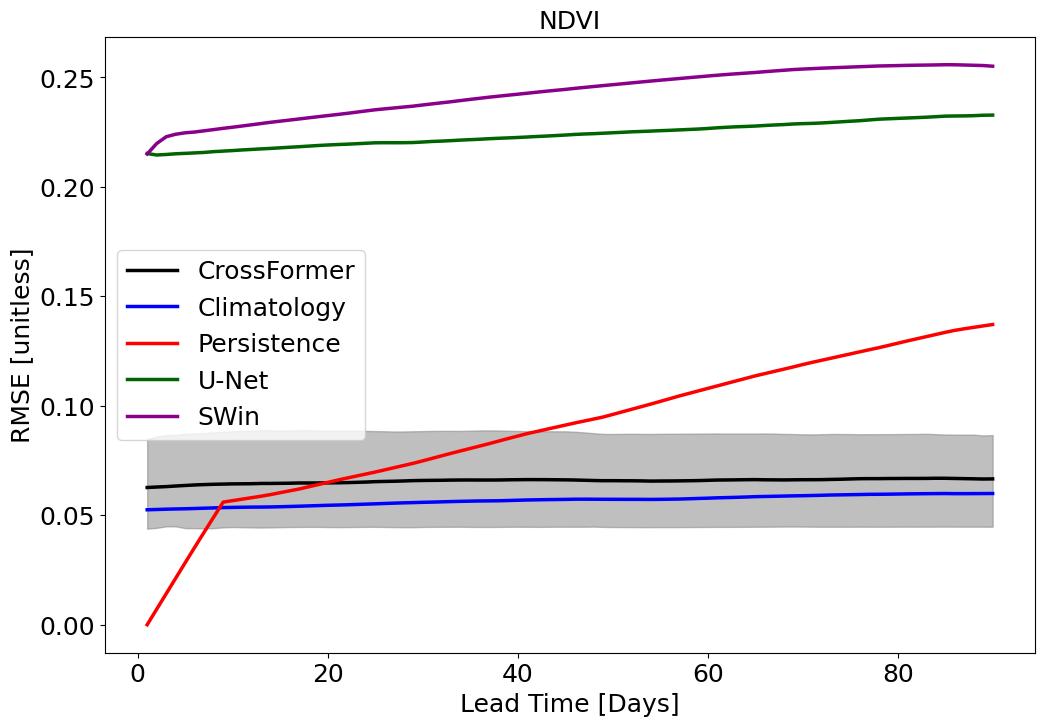 NDVI
0.25
0.20
0.15
0.10
0.05
0.00
RMSE [unitless]
CrossFormer
Climatology
Persistence
U-Net
SWin
0 20 40 60 80
Lead Time [Days]